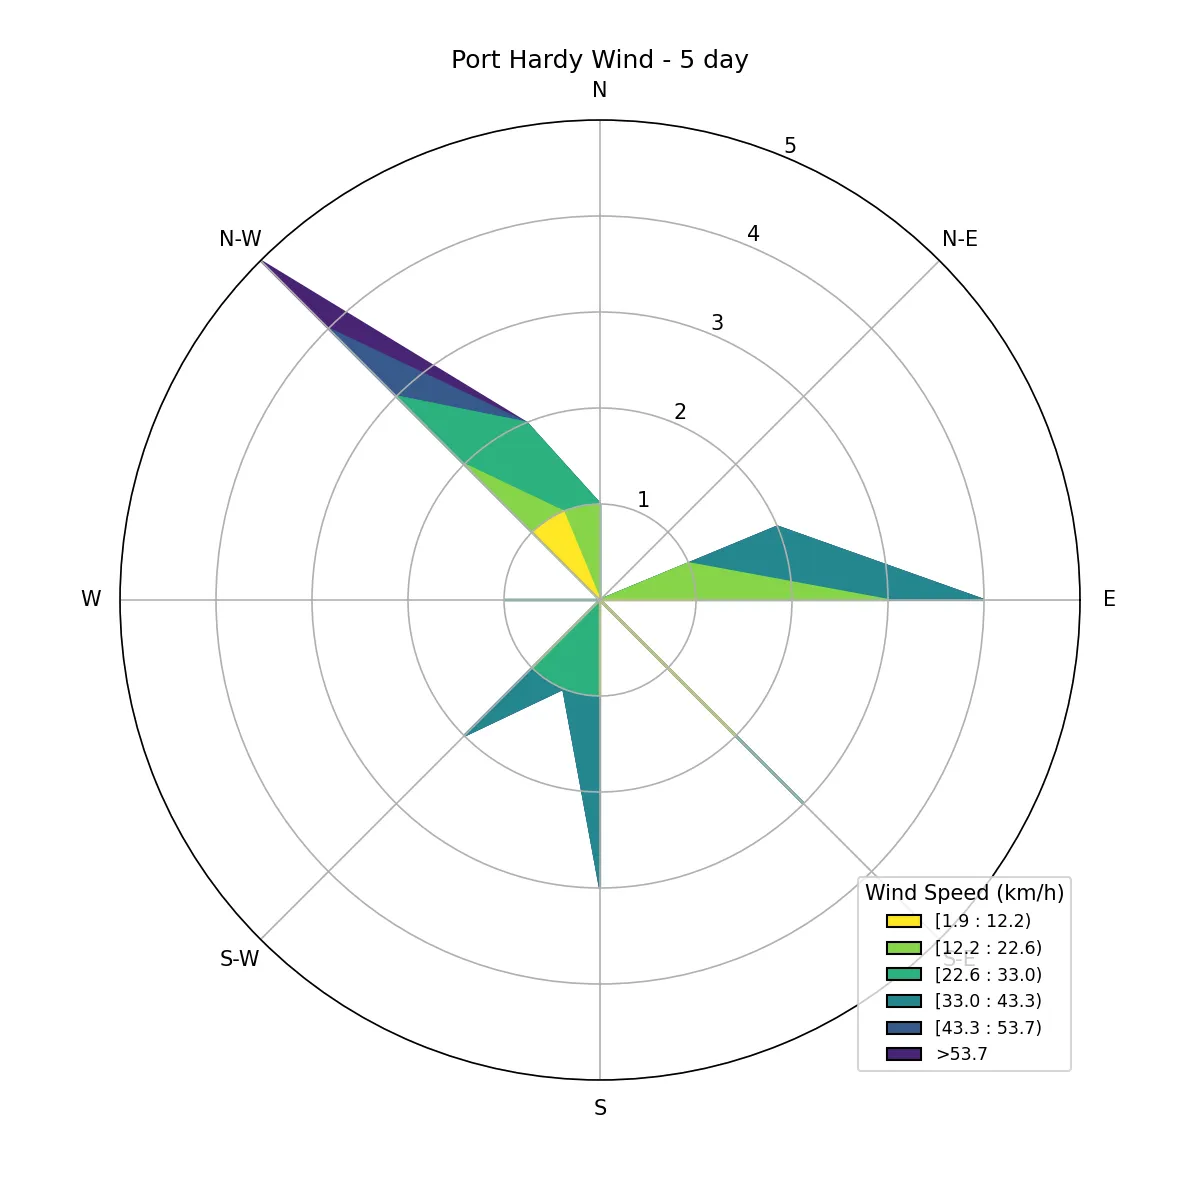 Port Hardy Wind - 5 day
N
5
N-W
N-E
4
3
2
1
W
E
S-W
S-E
S
Wind Speed (km/h)
[1.9 : 12.2)
[12.2 : 22.6)
[22.6 : 33.0)
[33.0 : 43.3)
[43.3 : 53.7)
>53.7